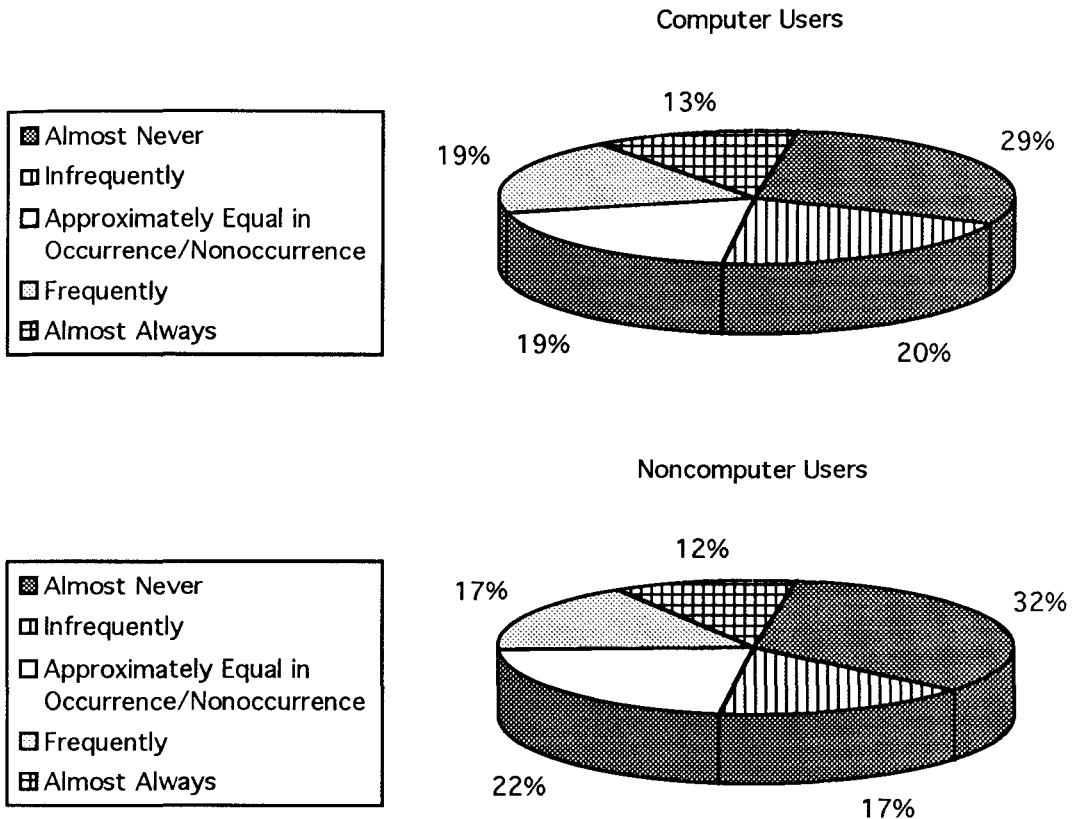 Computer Users
13%
29%
19%
19%
20%
Almost Never
Infrequently
Approximately Equal in
Occurrence/Nonoccurrence
Frequently
Almost Always
Noncomputer Users
12%
32%
17%
22%
17%
Almost Never
Infrequently
Approximately Equal in
Occurrence/Nonoccurrence
Frequently
Almost Always